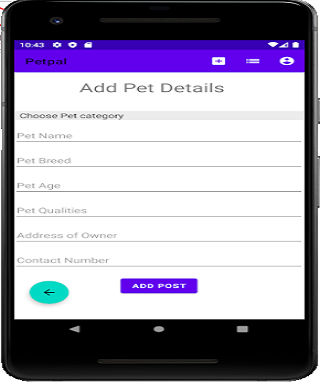 10:43
Petpal
Add Pet Details
Choose Pet category
Pet Name
Pet Breed
Pet Age
Pet Qualities
Address of Owner
Contact Number
ADD POST